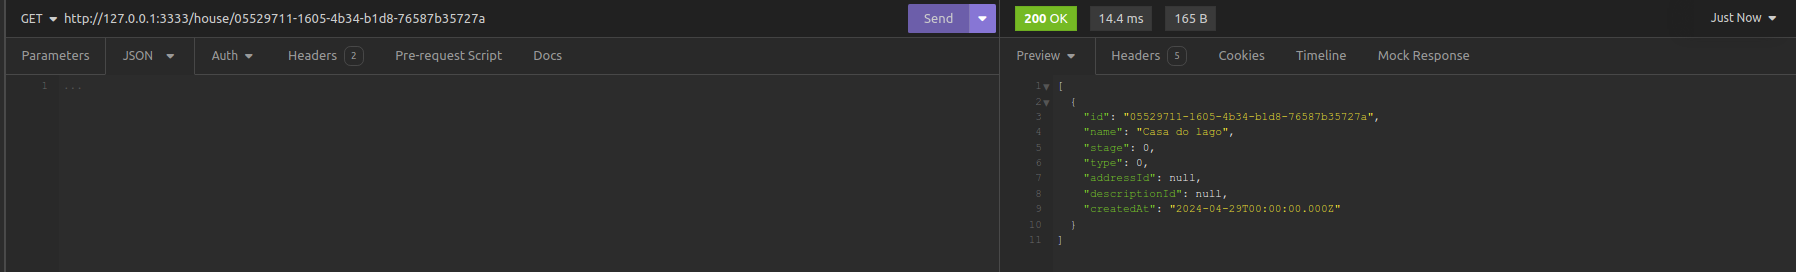 GET http://127.0.0.1:3333/house/05529711-1605-4b34-b1d8-76587b35727a Send 200 OK 14.4 ms 165 B Just Now
Parameters JSON Auth Headers 2 Pre-request Script Docs Preview Headers 5 Cookies Timeline Mock Response
1 ...
1 [
2 {
3 "id": "05529711-1605-4b34-b1d8-76587b35727a",
4 "name": "Casa do lago",
5 "stage": 0,
6 "type": 0,
7 "addressId": null,
8 "descriptionId": null,
9 "createdAt": "2024-04-29T00:00:00.000Z"
10 }
11 ]